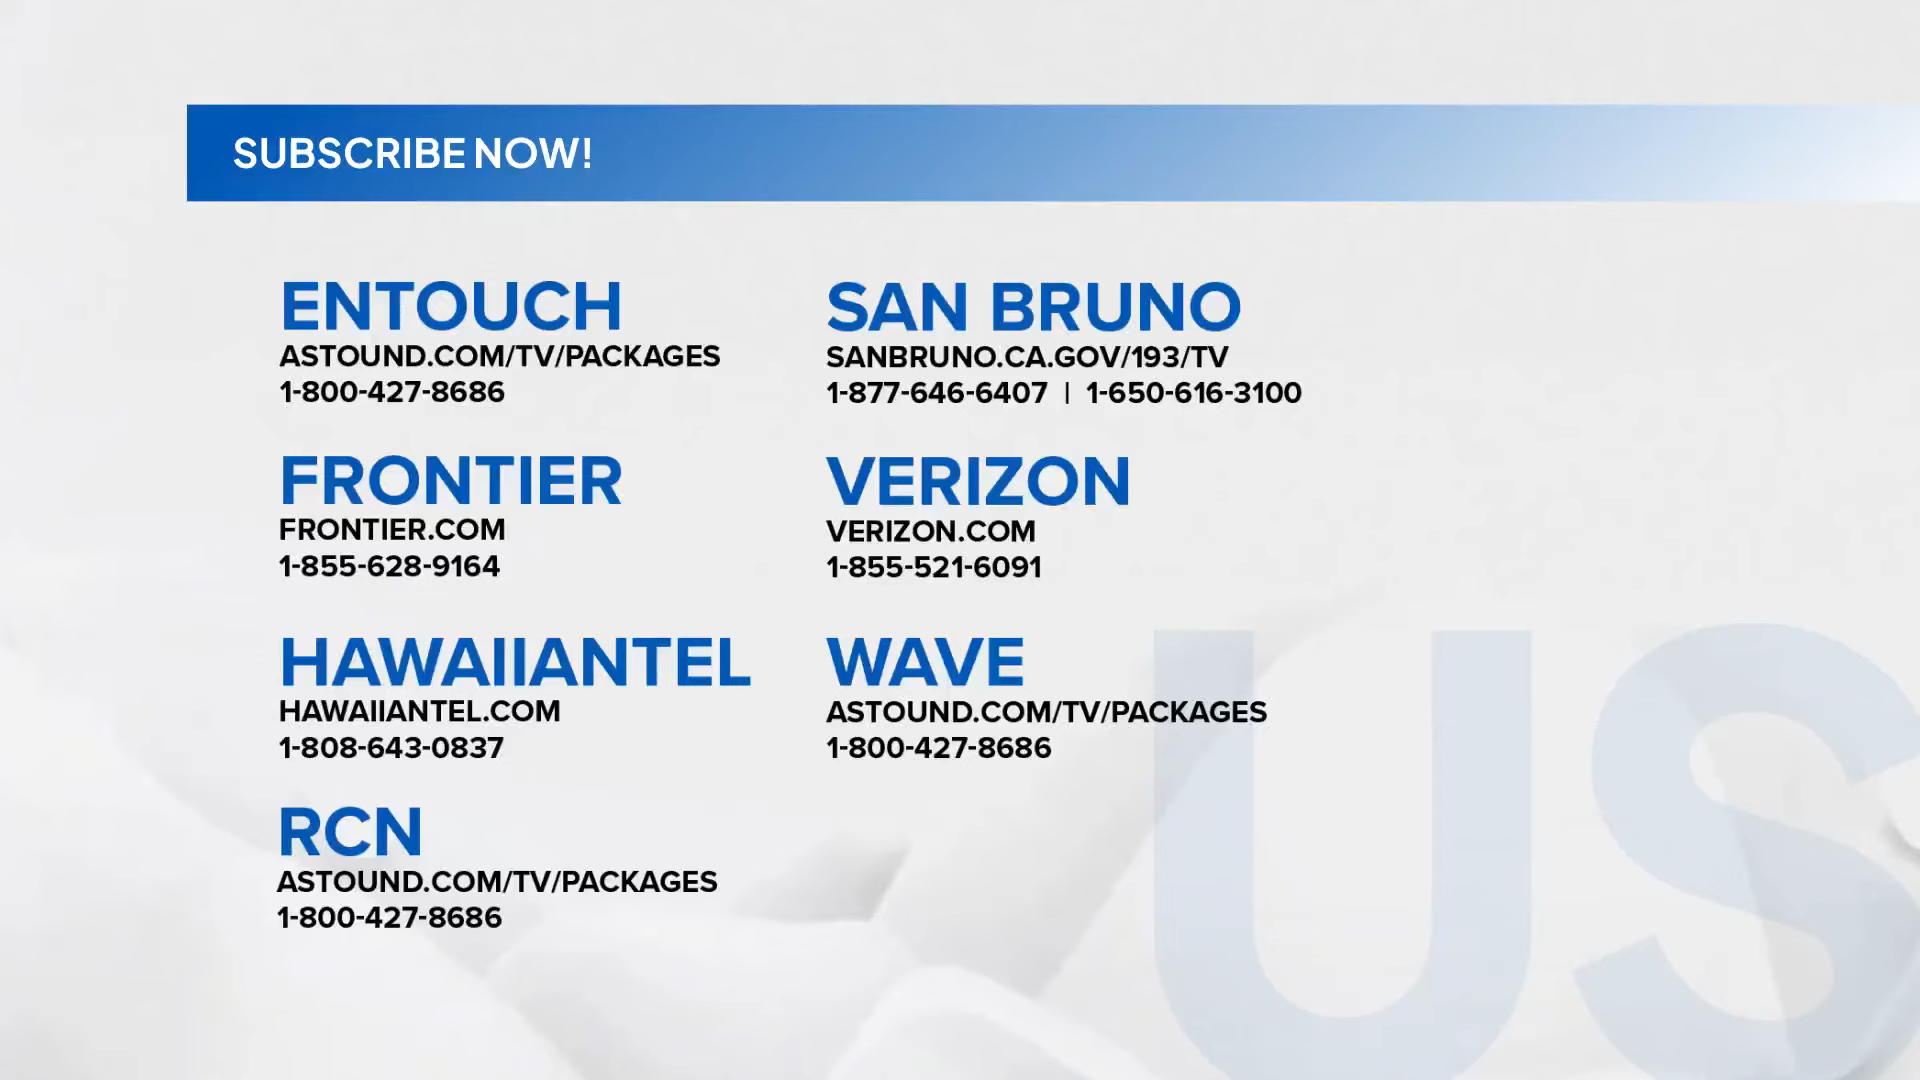 SUBSCRIBE NOW!
ENTOUCH
ASTOUND.COM/TV/PACKAGES
1-800-427-8686
FRONTIER
FRONTIER.COM
1-855-628-9164
HAWAIIANTEL
HAWAIIANTEL.COM
1-808-643-0837
RCN
ASTOUND.COM/TV/PACKAGES
1-800-427-8686
SAN BRUNO
SANBRUNO.CA.GOV/193/TV
1-877-646-6407 | 1-650-616-3100
VERIZON
VERIZON.COM
1-855-521-6091
WAVE
ASTOUND.COM/TV/PACKAGES
1-800-427-8686
US